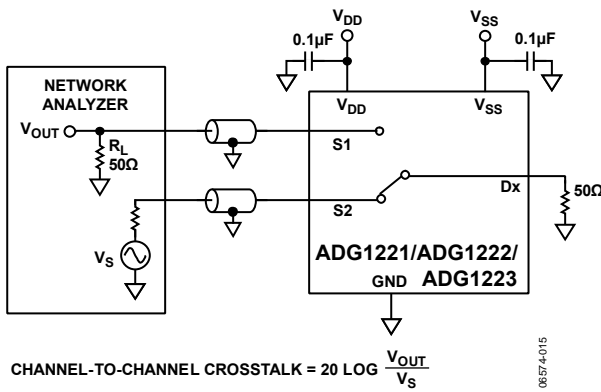 VDD
VSS
0.1µF
0.1µF
NETWORK
ANALYZER
VDD
VSS
VOUT
RL
50Ω
S1
S2
Dx
50Ω
VS
ADG1221/ADG1222/
ADG1223
GND
CHANNEL-TO-CHANNEL CROSSTALK = 20 LOG VOUT
VS
06574-015